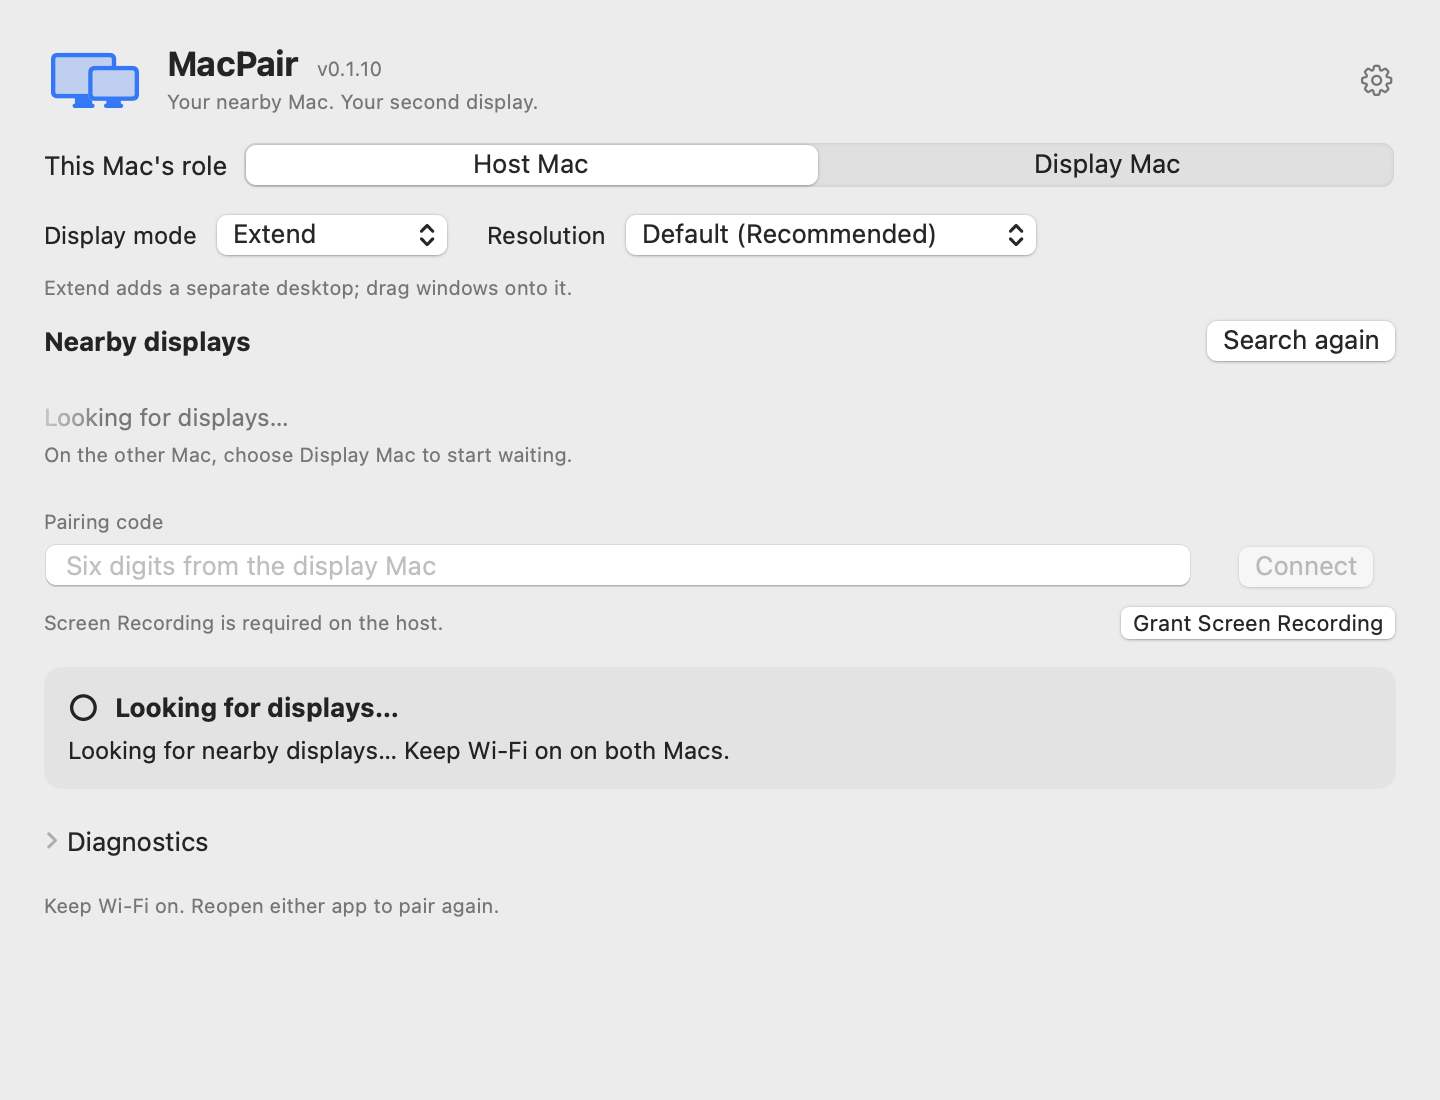 MacPair v0.1.10
Your nearby Mac. Your second display.
This Mac's role Host Mac Display Mac
Display mode Extend Resolution Default (Recommended)
Extend adds a separate desktop; drag windows onto it.
Nearby displays Search again
Looking for displays...
On the other Mac, choose Display Mac to start waiting.
Pairing code
Six digits from the display Mac Connect
Screen Recording is required on the host. Grant Screen Recording
Looking for displays...
Looking for nearby displays... Keep Wi-Fi on on both Macs.
Diagnostics
Keep Wi-Fi on. Reopen either app to pair again.